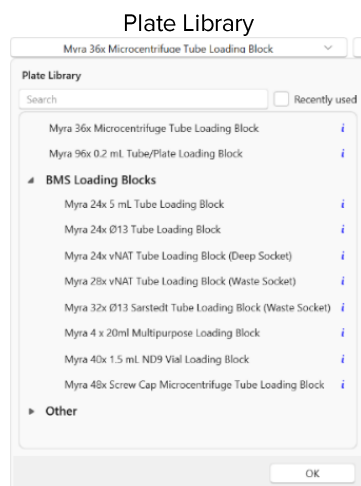 Plate Library
Myra 36x Microcentrifuge Tube Loading Block
Plate Library
Search
Recently used
Myra 36x Microcentrifuge Tube Loading Block i
Myra 96x 0.2 mL Tube/Plate Loading Block i
BMS Loading Blocks
Myra 24x 5 mL Tube Loading Block i
Myra 24x Ø13 Tube Loading Block i
Myra 24x vNAT Tube Loading Block (Deep Socket) i
Myra 28x vNAT Tube Loading Block (Waste Socket) i
Myra 32x Ø13 Sarstedt Tube Loading Block (Waste Socket) i
Myra 4 x 20ml Multipurpose Loading Block i
Myra 40x 1.5 mL ND9 Vial Loading Block i
Myra 48x Screw Cap Microcentrifuge Tube Loading Block i
Other
OK